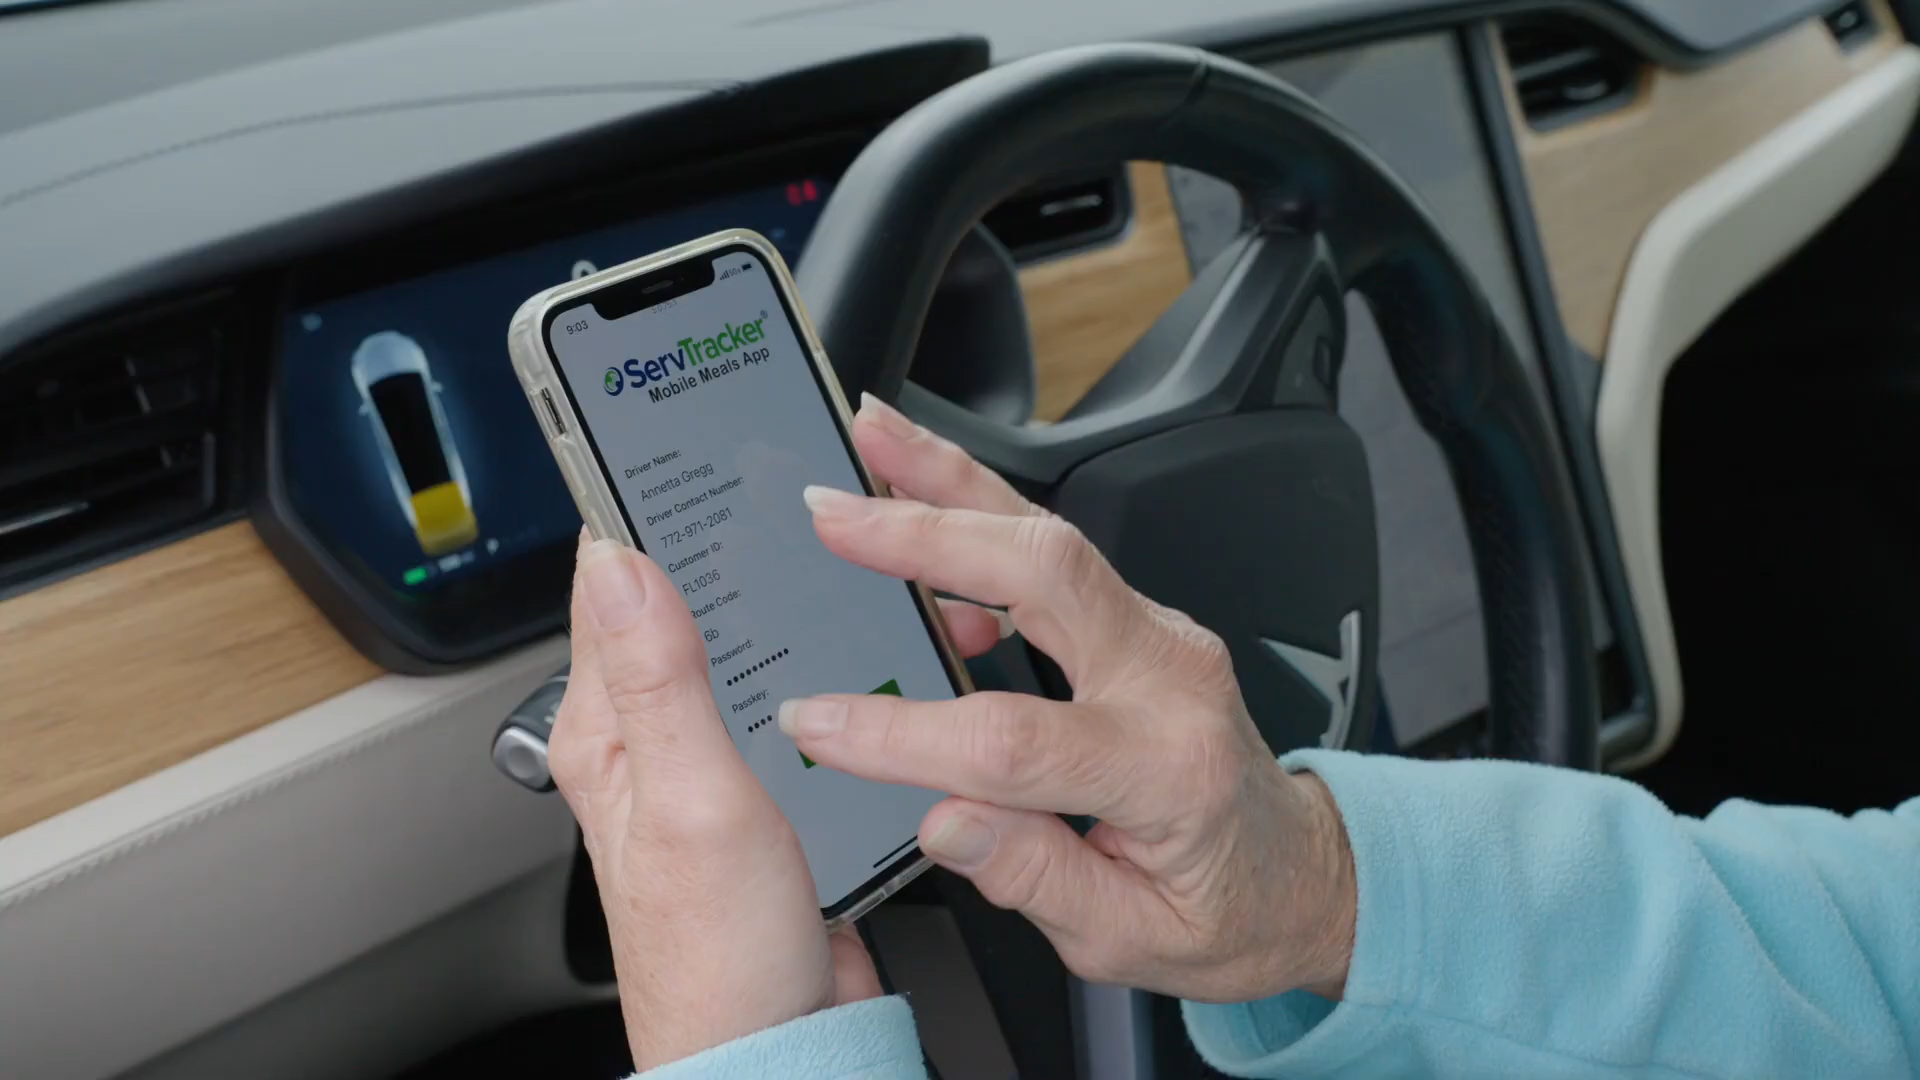 9:03
ServTracker®
Mobile Meals App
Driver Name:
Annetta Gregg
Driver Contact Number:
772-971-2081
Customer ID:
FL1036
Route Code:
6b
Password:
••••••••••
Passkey:
••••